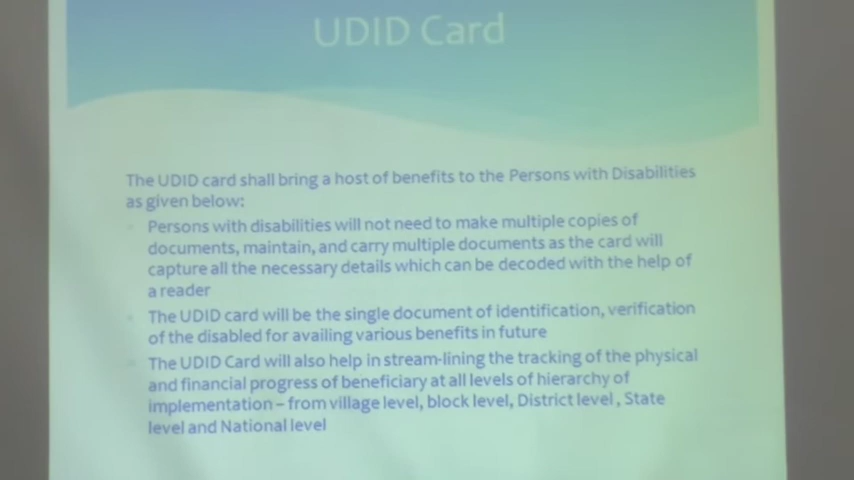 UDID Card
The UDID card shall bring a host of benefits to the Persons with Disabilities
as given below:
Persons with disabilities will not need to make multiple copies of
documents, maintain, and carry multiple documents as the card will
capture all the necessary details which can be decoded with the help of
a reader
The UDID card will be the single document of identification, verification
of the disabled for availing various benefits in future
The UDID Card will also help in stream-lining the tracking of the physical
and financial progress of beneficiary at all levels of hierarchy of
implementation – from village level, block level, District level , State
level and National level